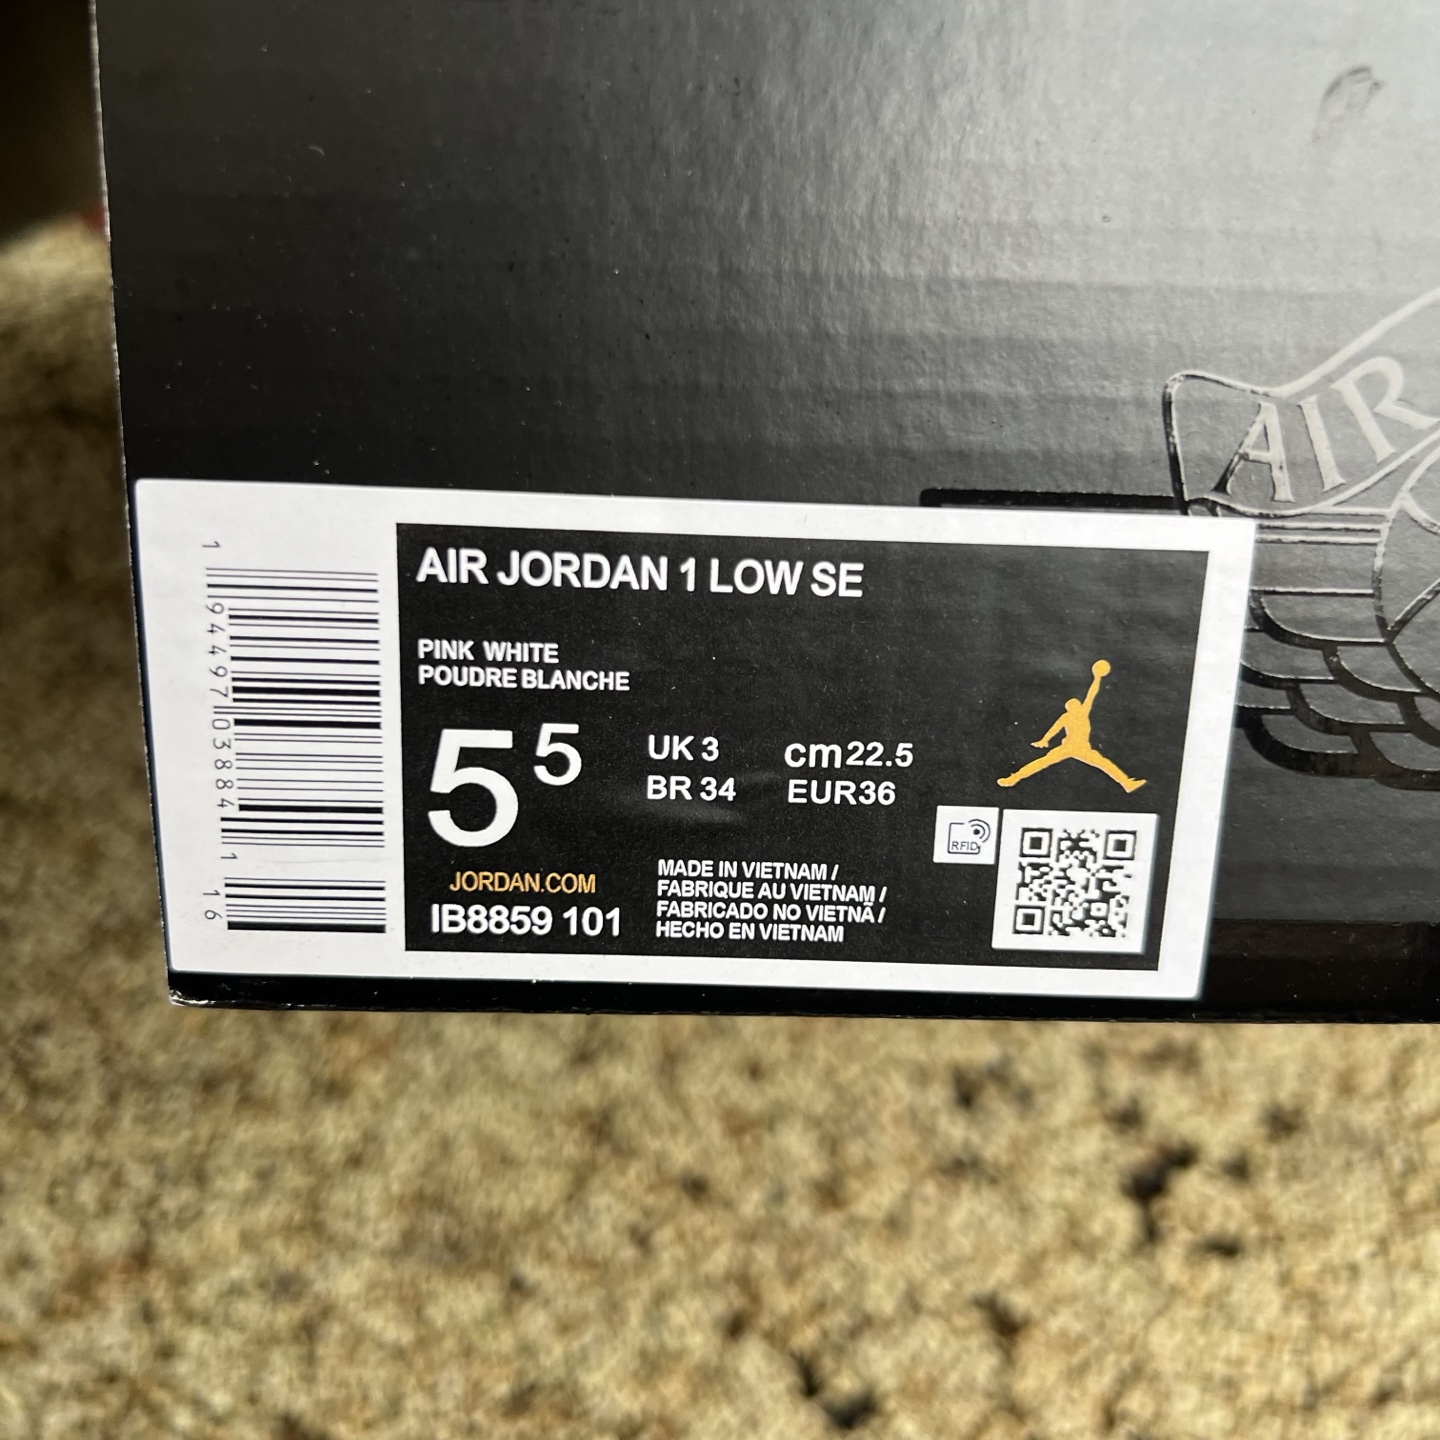 AIR
AIR JORDAN 1 LOW SE
PINK WHITE
POUDRE BLANCHE
5 5
UK 3 cm 22.5
BR 34 EUR36
RFID
JORDAN.COM
IB8859 101
MADE IN VIETNAM /
FABRIQUE AU VIETNAM /
FABRICADO NO VIETNÃ /
HECHO EN VIETNAM
1 94497 03884 1 16